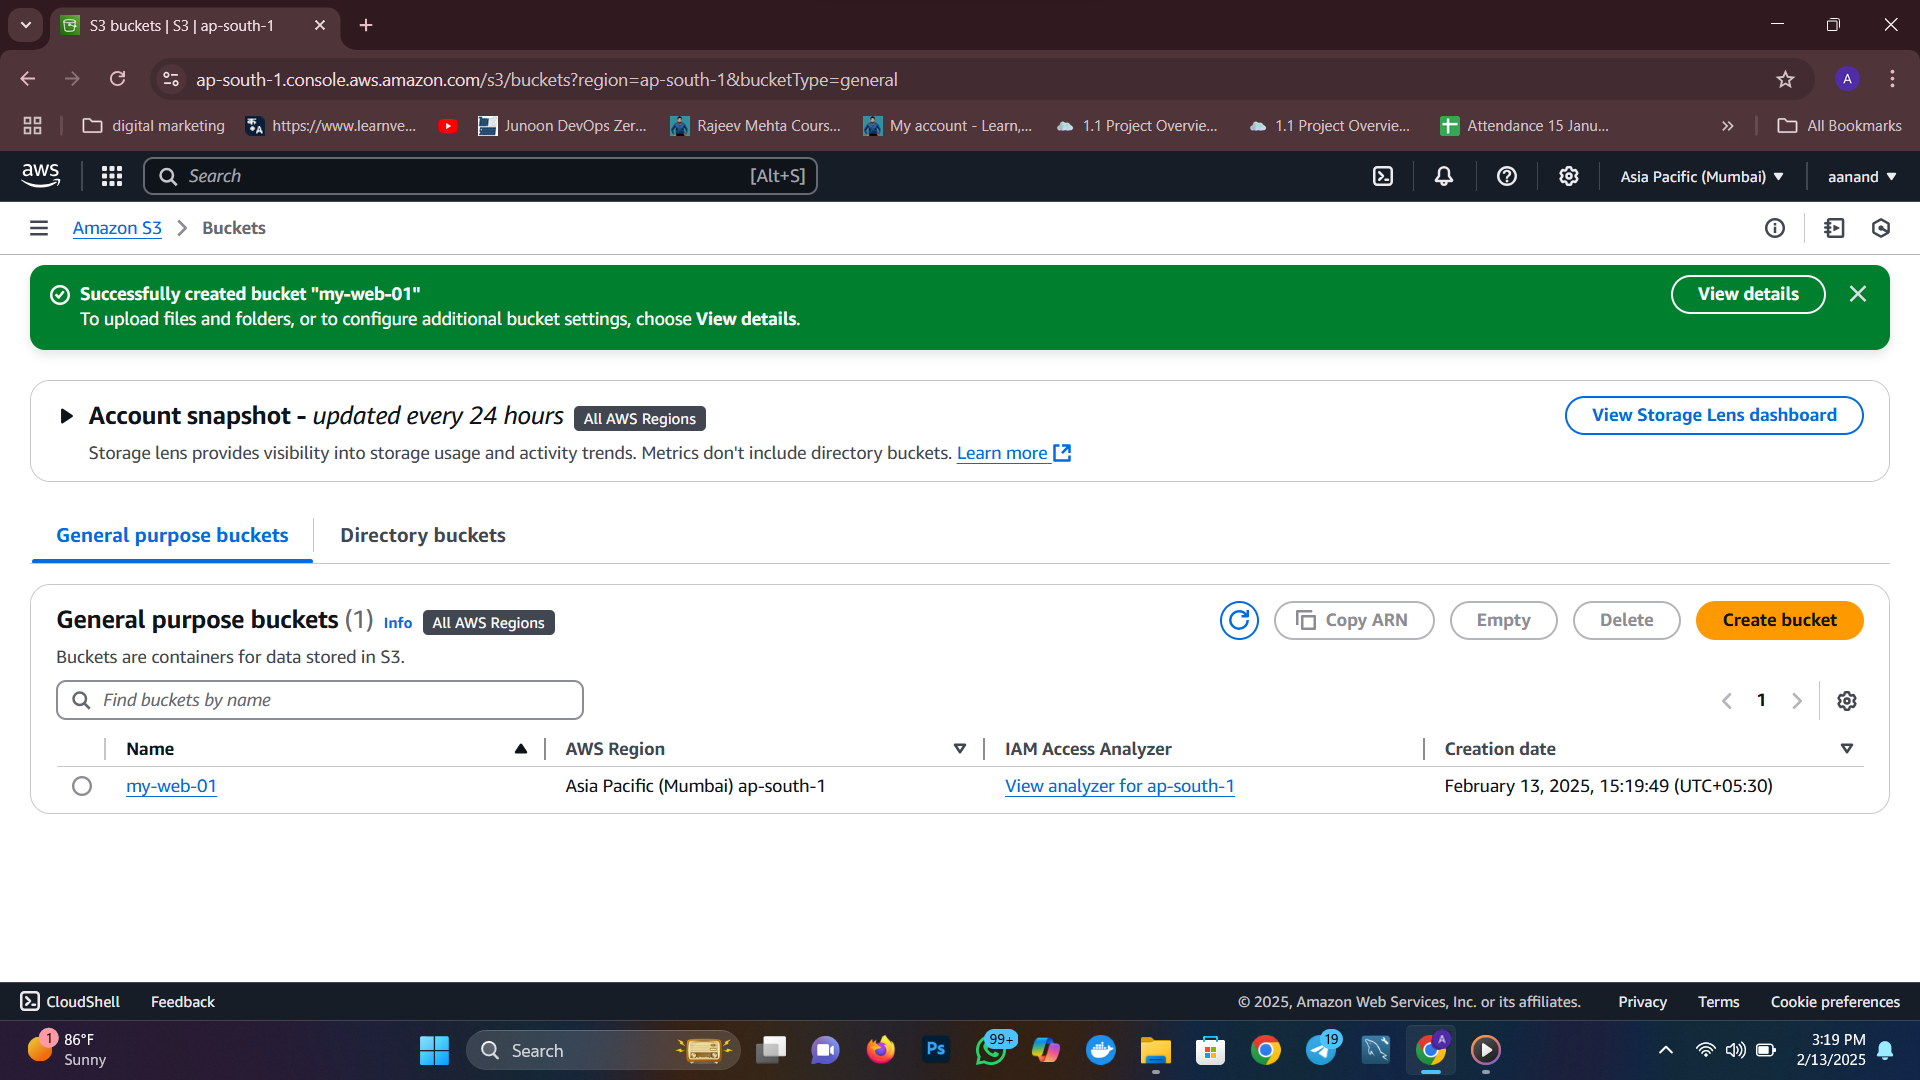 S3 buckets | S3 | ap-south-1
ap-south-1.console.aws.amazon.com/s3/buckets?region=ap-south-1&bucketType=general
A
digital marketing
https://www.learnve...
Junoon DevOps Zer...
Rajeev Mehta Cours...
My account - Learn,...
1.1 Project Overvie...
1.1 Project Overvie...
Attendance 15 Janu...
All Bookmarks
aws
Search
[Alt+S]
Asia Pacific (Mumbai)
aanand
Amazon S3
Buckets
Successfully created bucket "my-web-01"
To upload files and folders, or to configure additional bucket settings, choose View details.
View details
Account snapshot - updated every 24 hours
All AWS Regions
View Storage Lens dashboard
Storage lens provides visibility into storage usage and activity trends. Metrics don't include directory buckets. Learn more
General purpose buckets
Directory buckets
General purpose buckets (1) Info
All AWS Regions
Copy ARN
Empty
Delete
Create bucket
Buckets are containers for data stored in S3.
Find buckets by name
1
Name
AWS Region
IAM Access Analyzer
Creation date
my-web-01
Asia Pacific (Mumbai) ap-south-1
View analyzer for ap-south-1
February 13, 2025, 15:19:49 (UTC+05:30)
CloudShell
Feedback
© 2025, Amazon Web Services, Inc. or its affiliates.
Privacy
Terms
Cookie preferences
1
86°F
Sunny
Search
Ps
99+
19
A
3:19 PM
2/13/2025